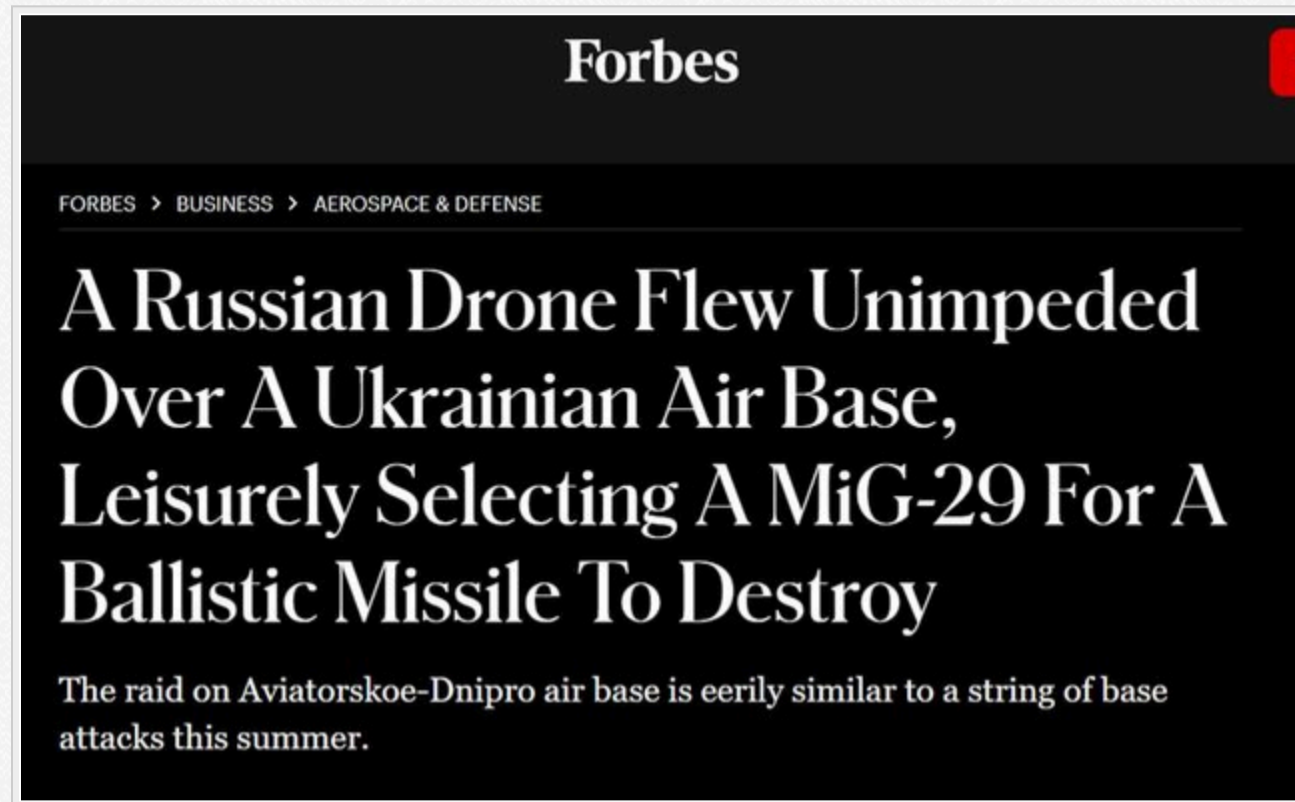 Forbes
FORBES > BUSINESS > AEROSPACE & DEFENSE
A Russian Drone Flew Unimpeded
Over A Ukrainian Air Base,
Leisurely Selecting A MiG-29 For A
Ballistic Missile To Destroy
The raid on Aviatorskoe-Dnipro air base is eerily similar to a string of base
attacks this summer.